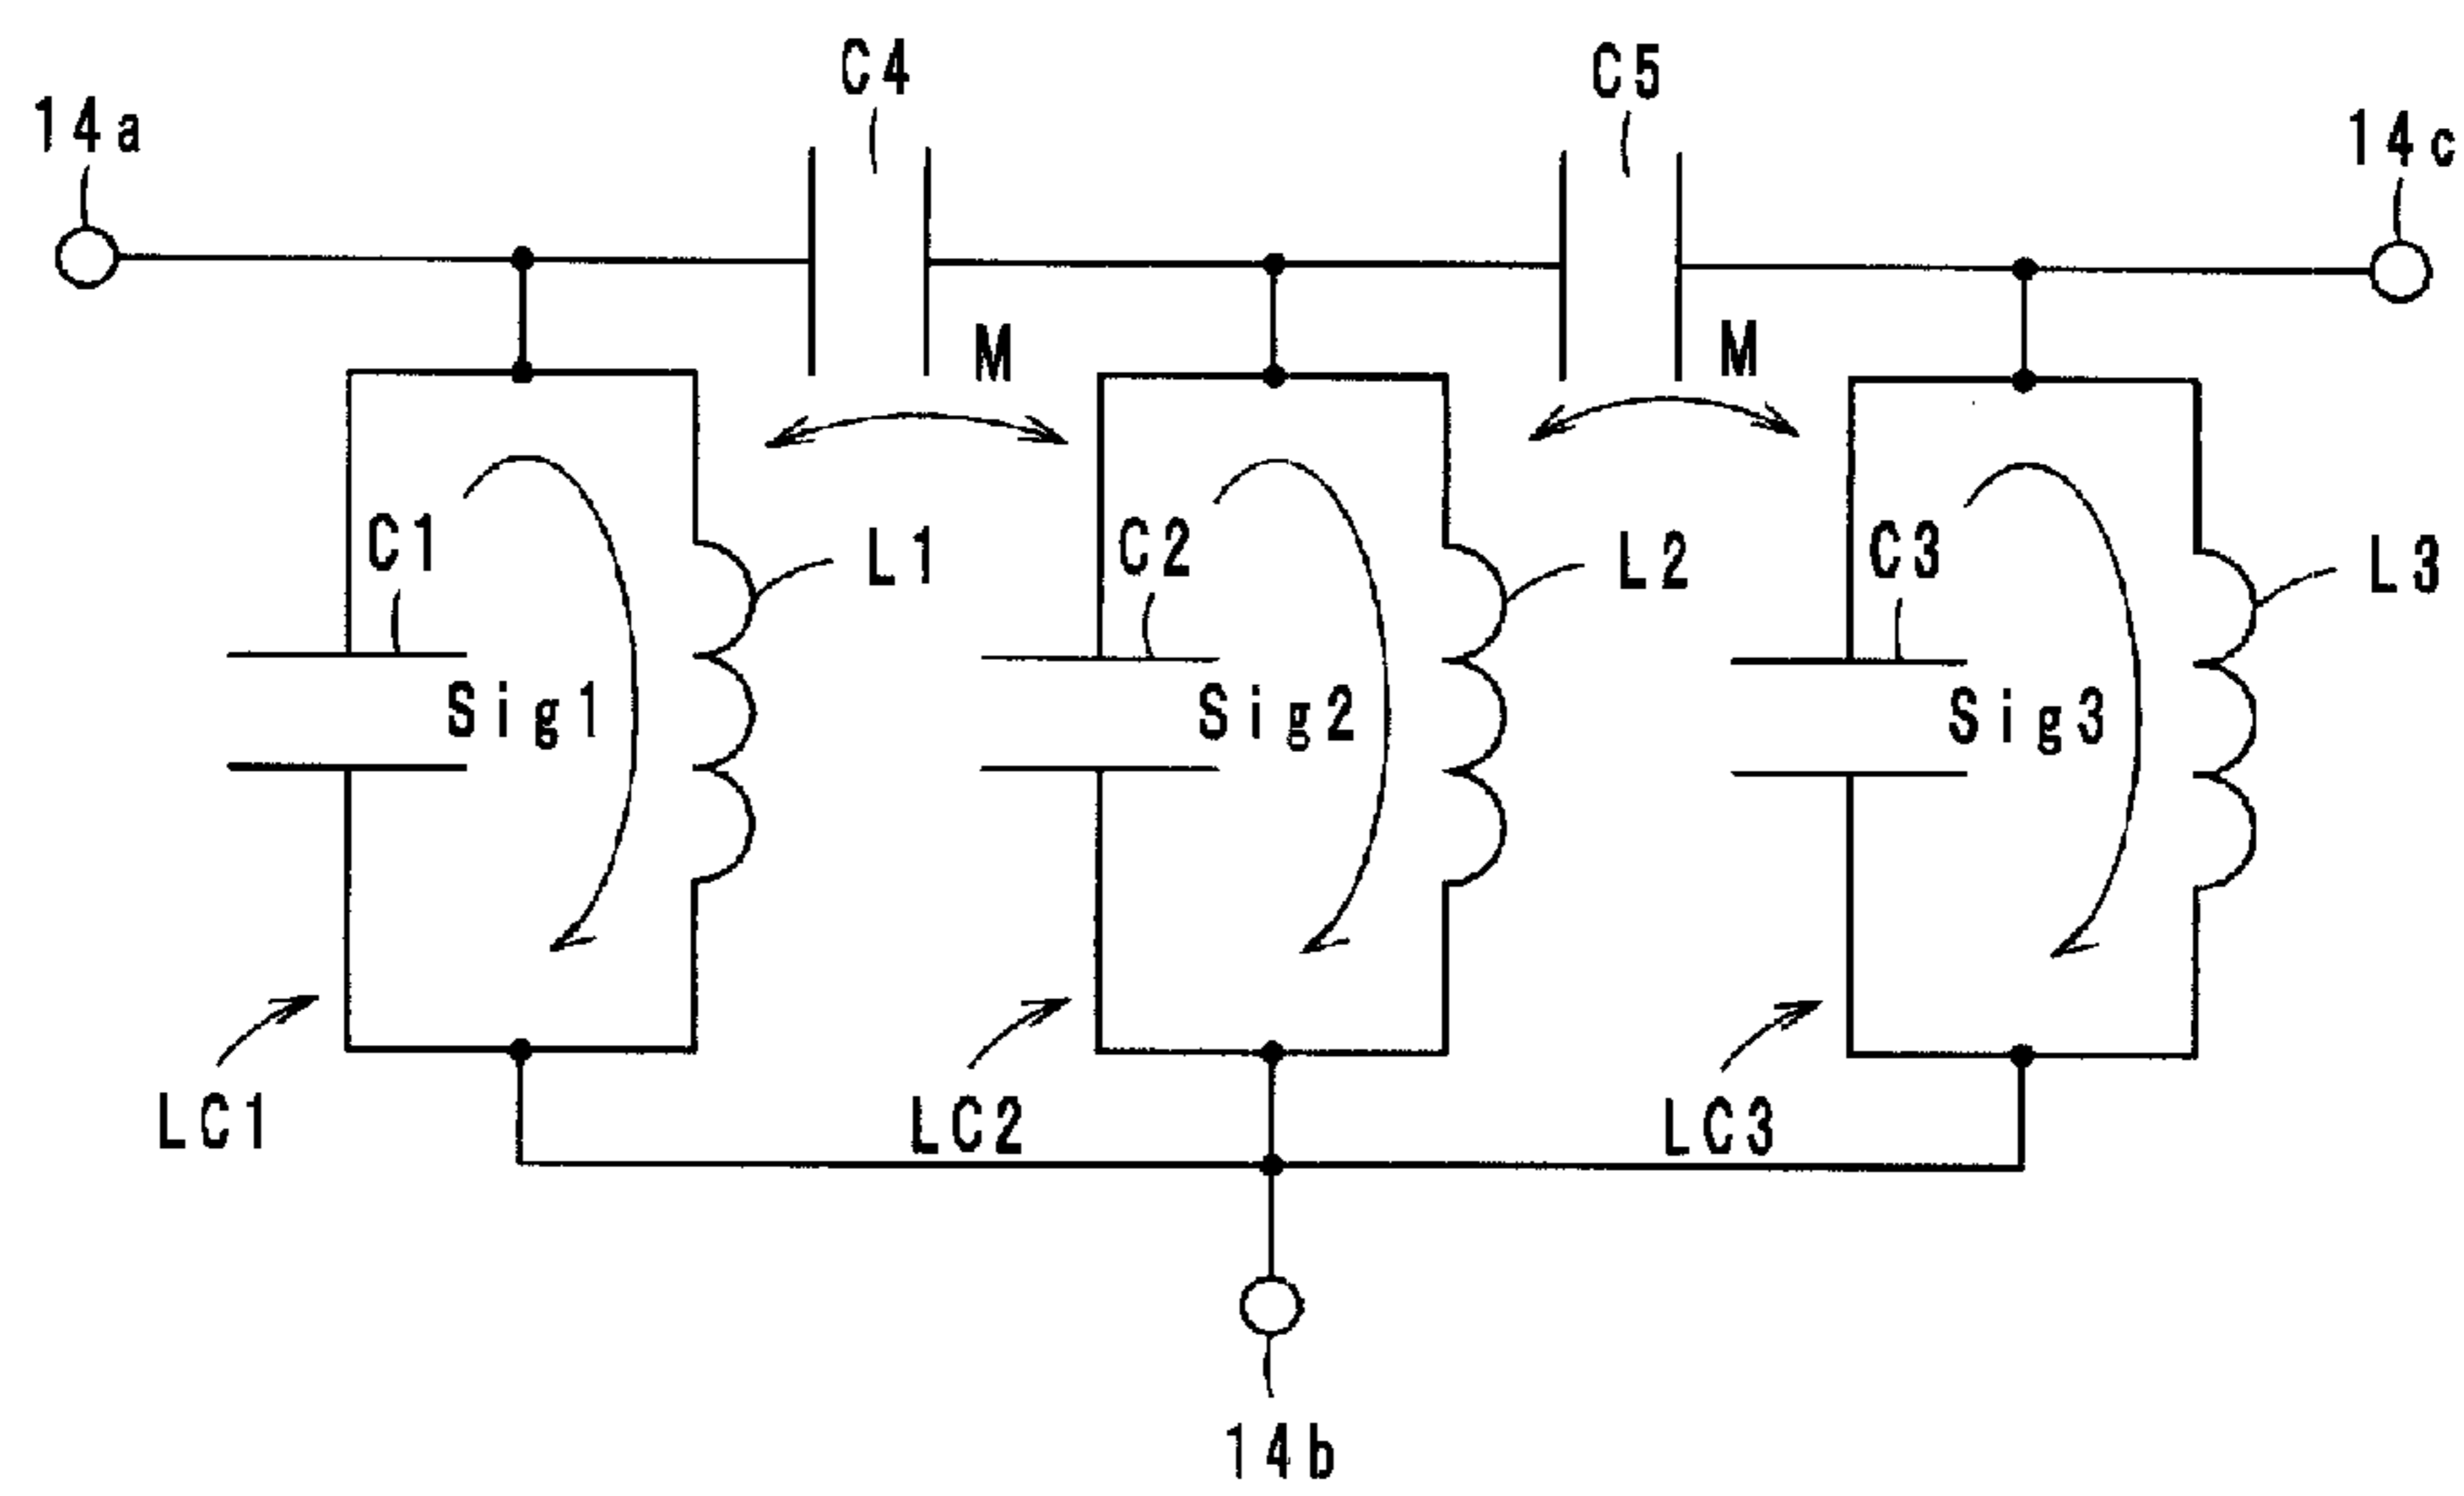 C4 C5
14a 14c
M M
C1 L1 C2 L2 C3 L3
Sig1 Sig2 Sig3
LC1 LC2 LC3
14b